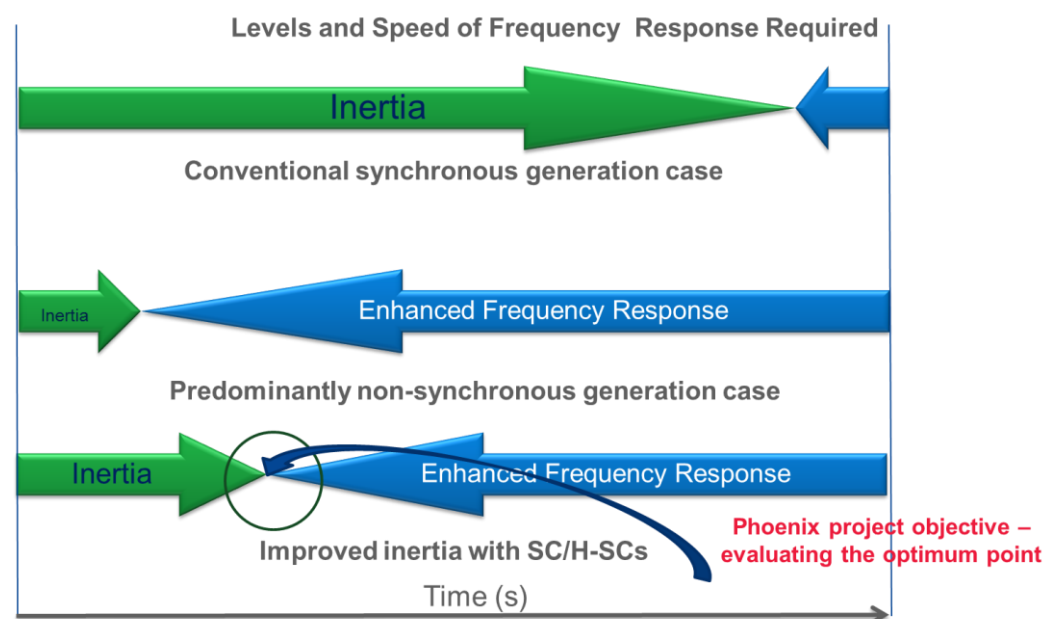 Levels and Speed of Frequency Response Required
Inertia
Conventional synchronous generation case
Inertia
Enhanced Frequency Response
Predominantly non-synchronous generation case
Inertia
Enhanced Frequency Response
Phoenix project objective –
evaluating the optimum point
Improved inertia with SC/H-SCs
Time (s)